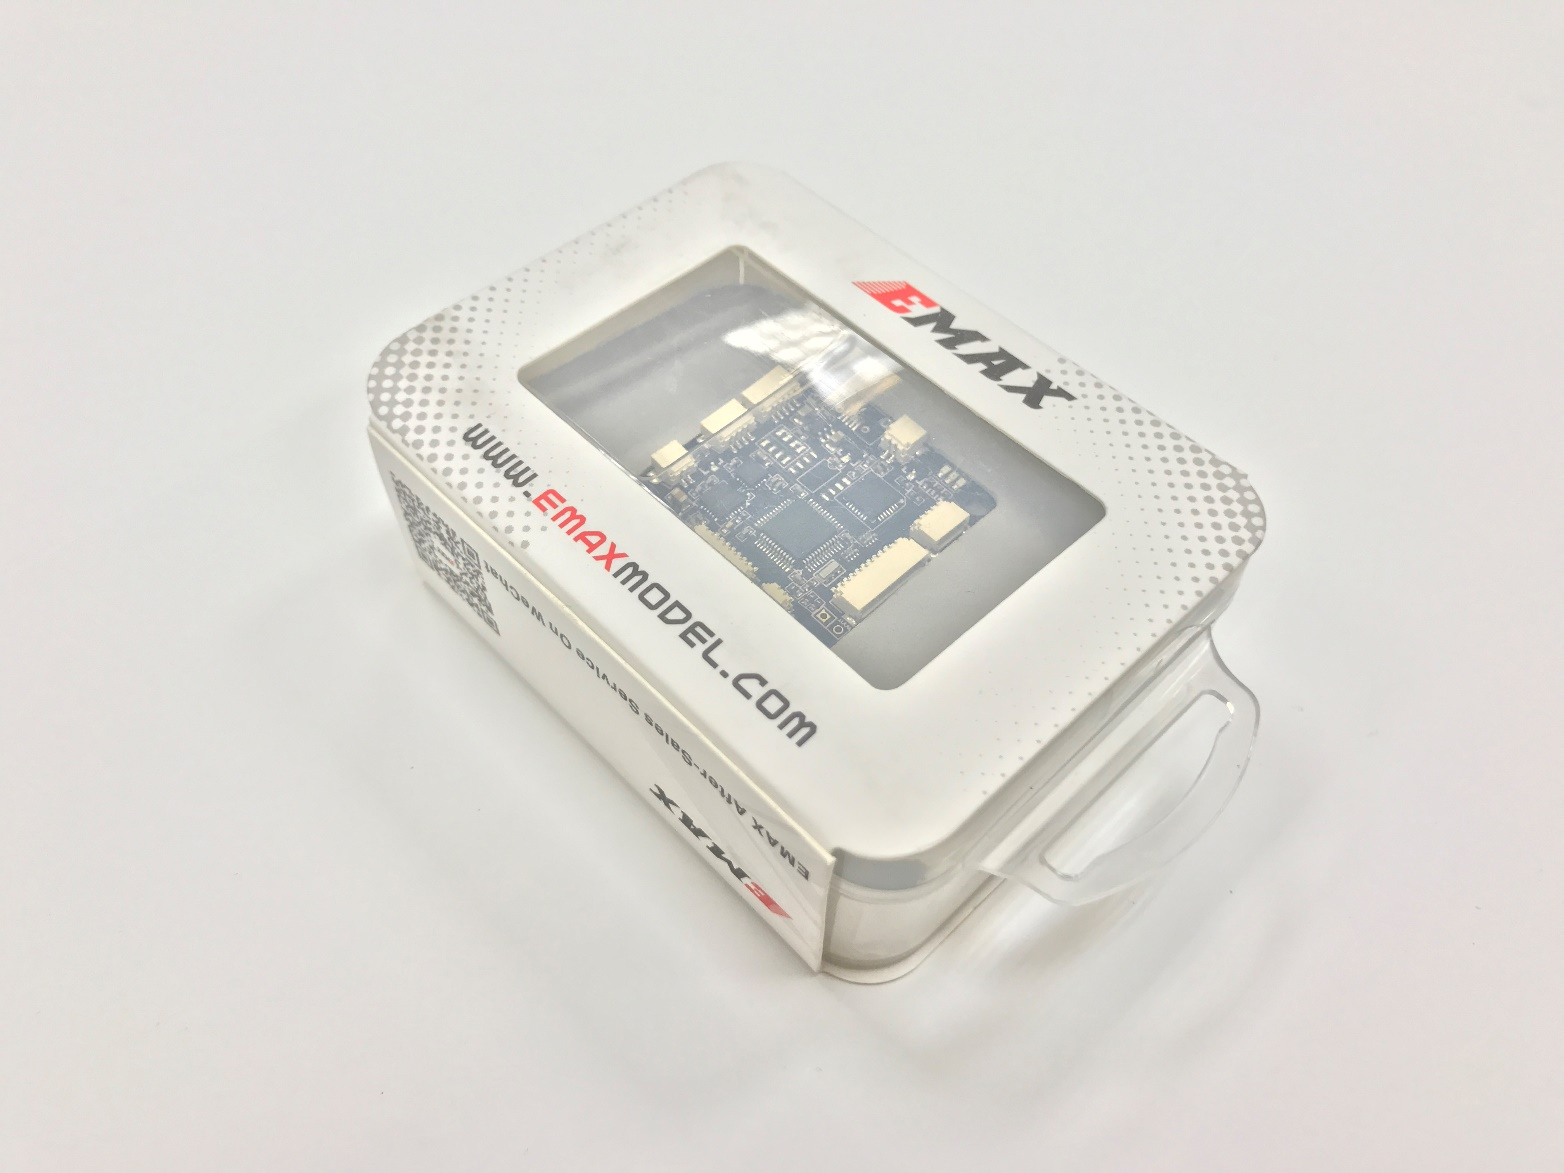 EMAX
www.EMAXMODEL.COM
EMAX After-Sales Service On WeChat
EMAX